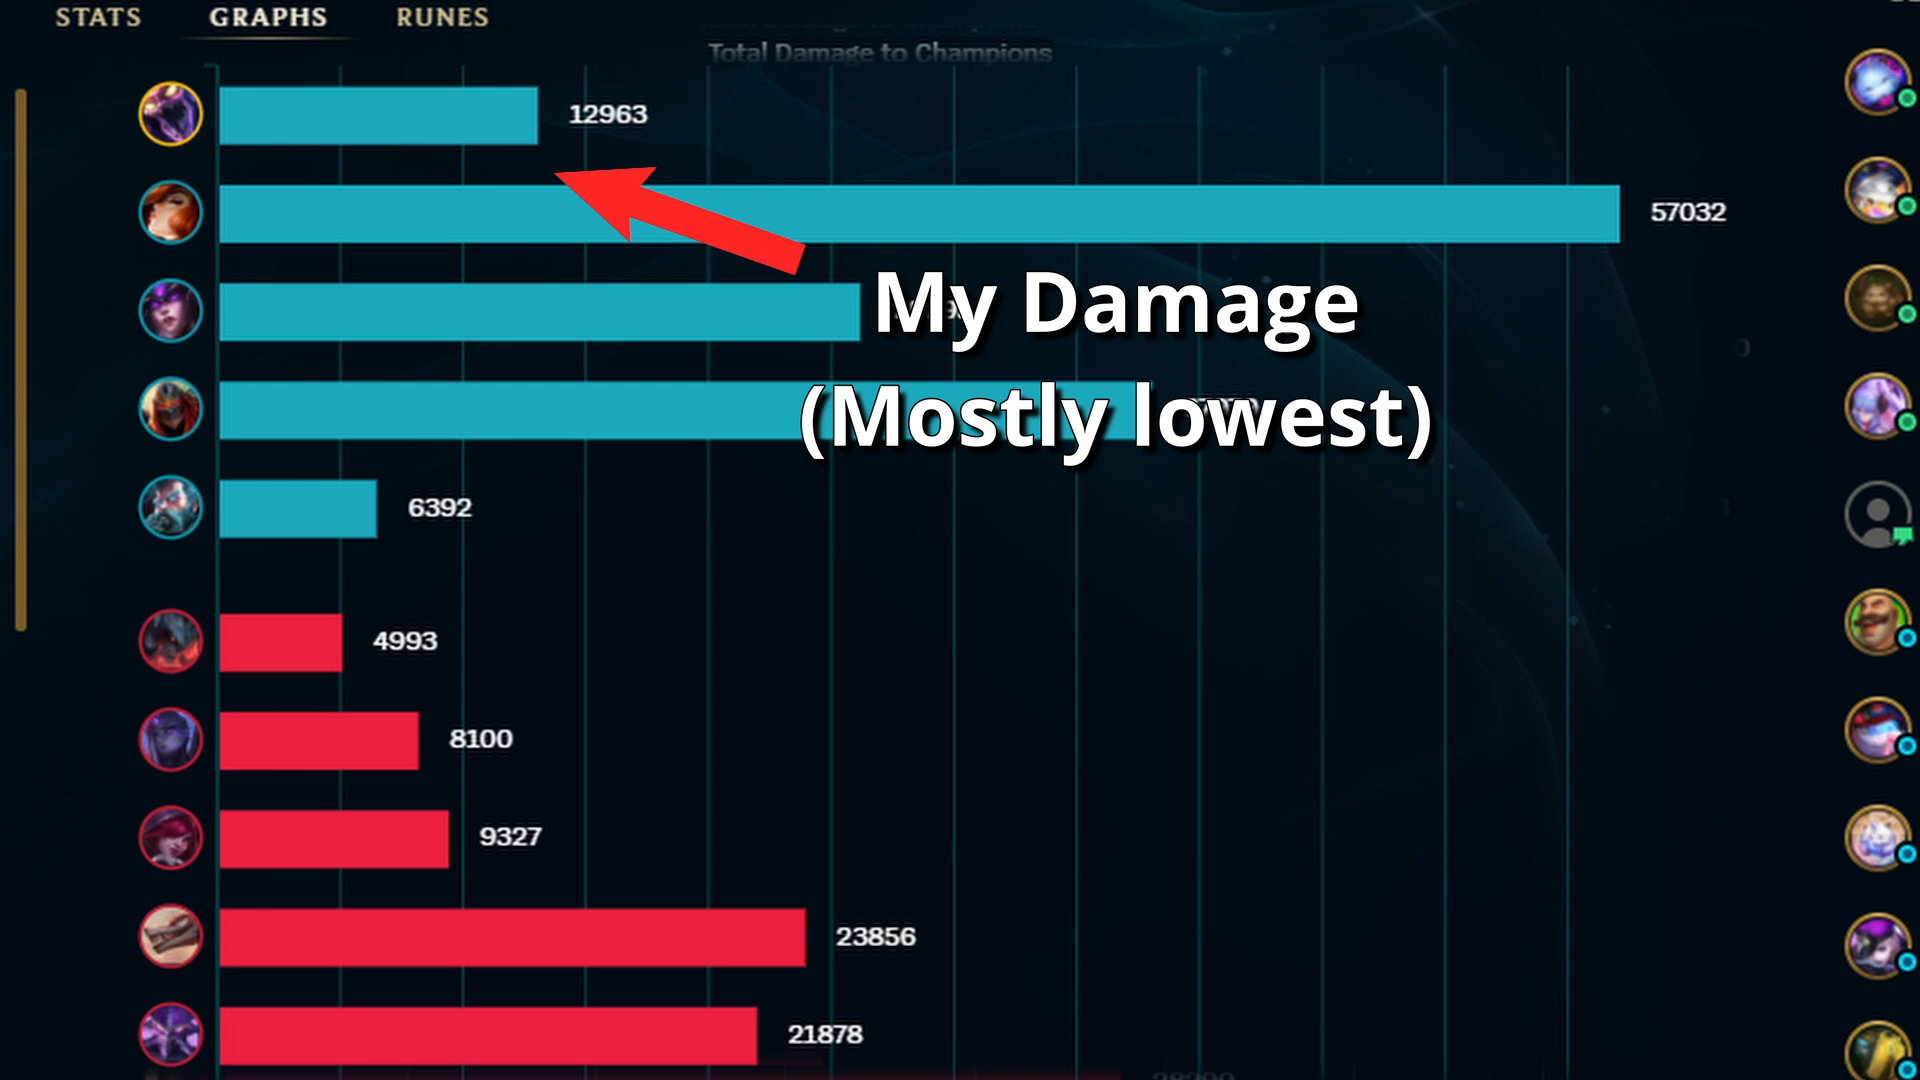 STATS GRAPHS RUNES
Total Damage to Champions
12963
57032
My Damage
(Mostly lowest)
6392
4993
8100
9327
23856
21878